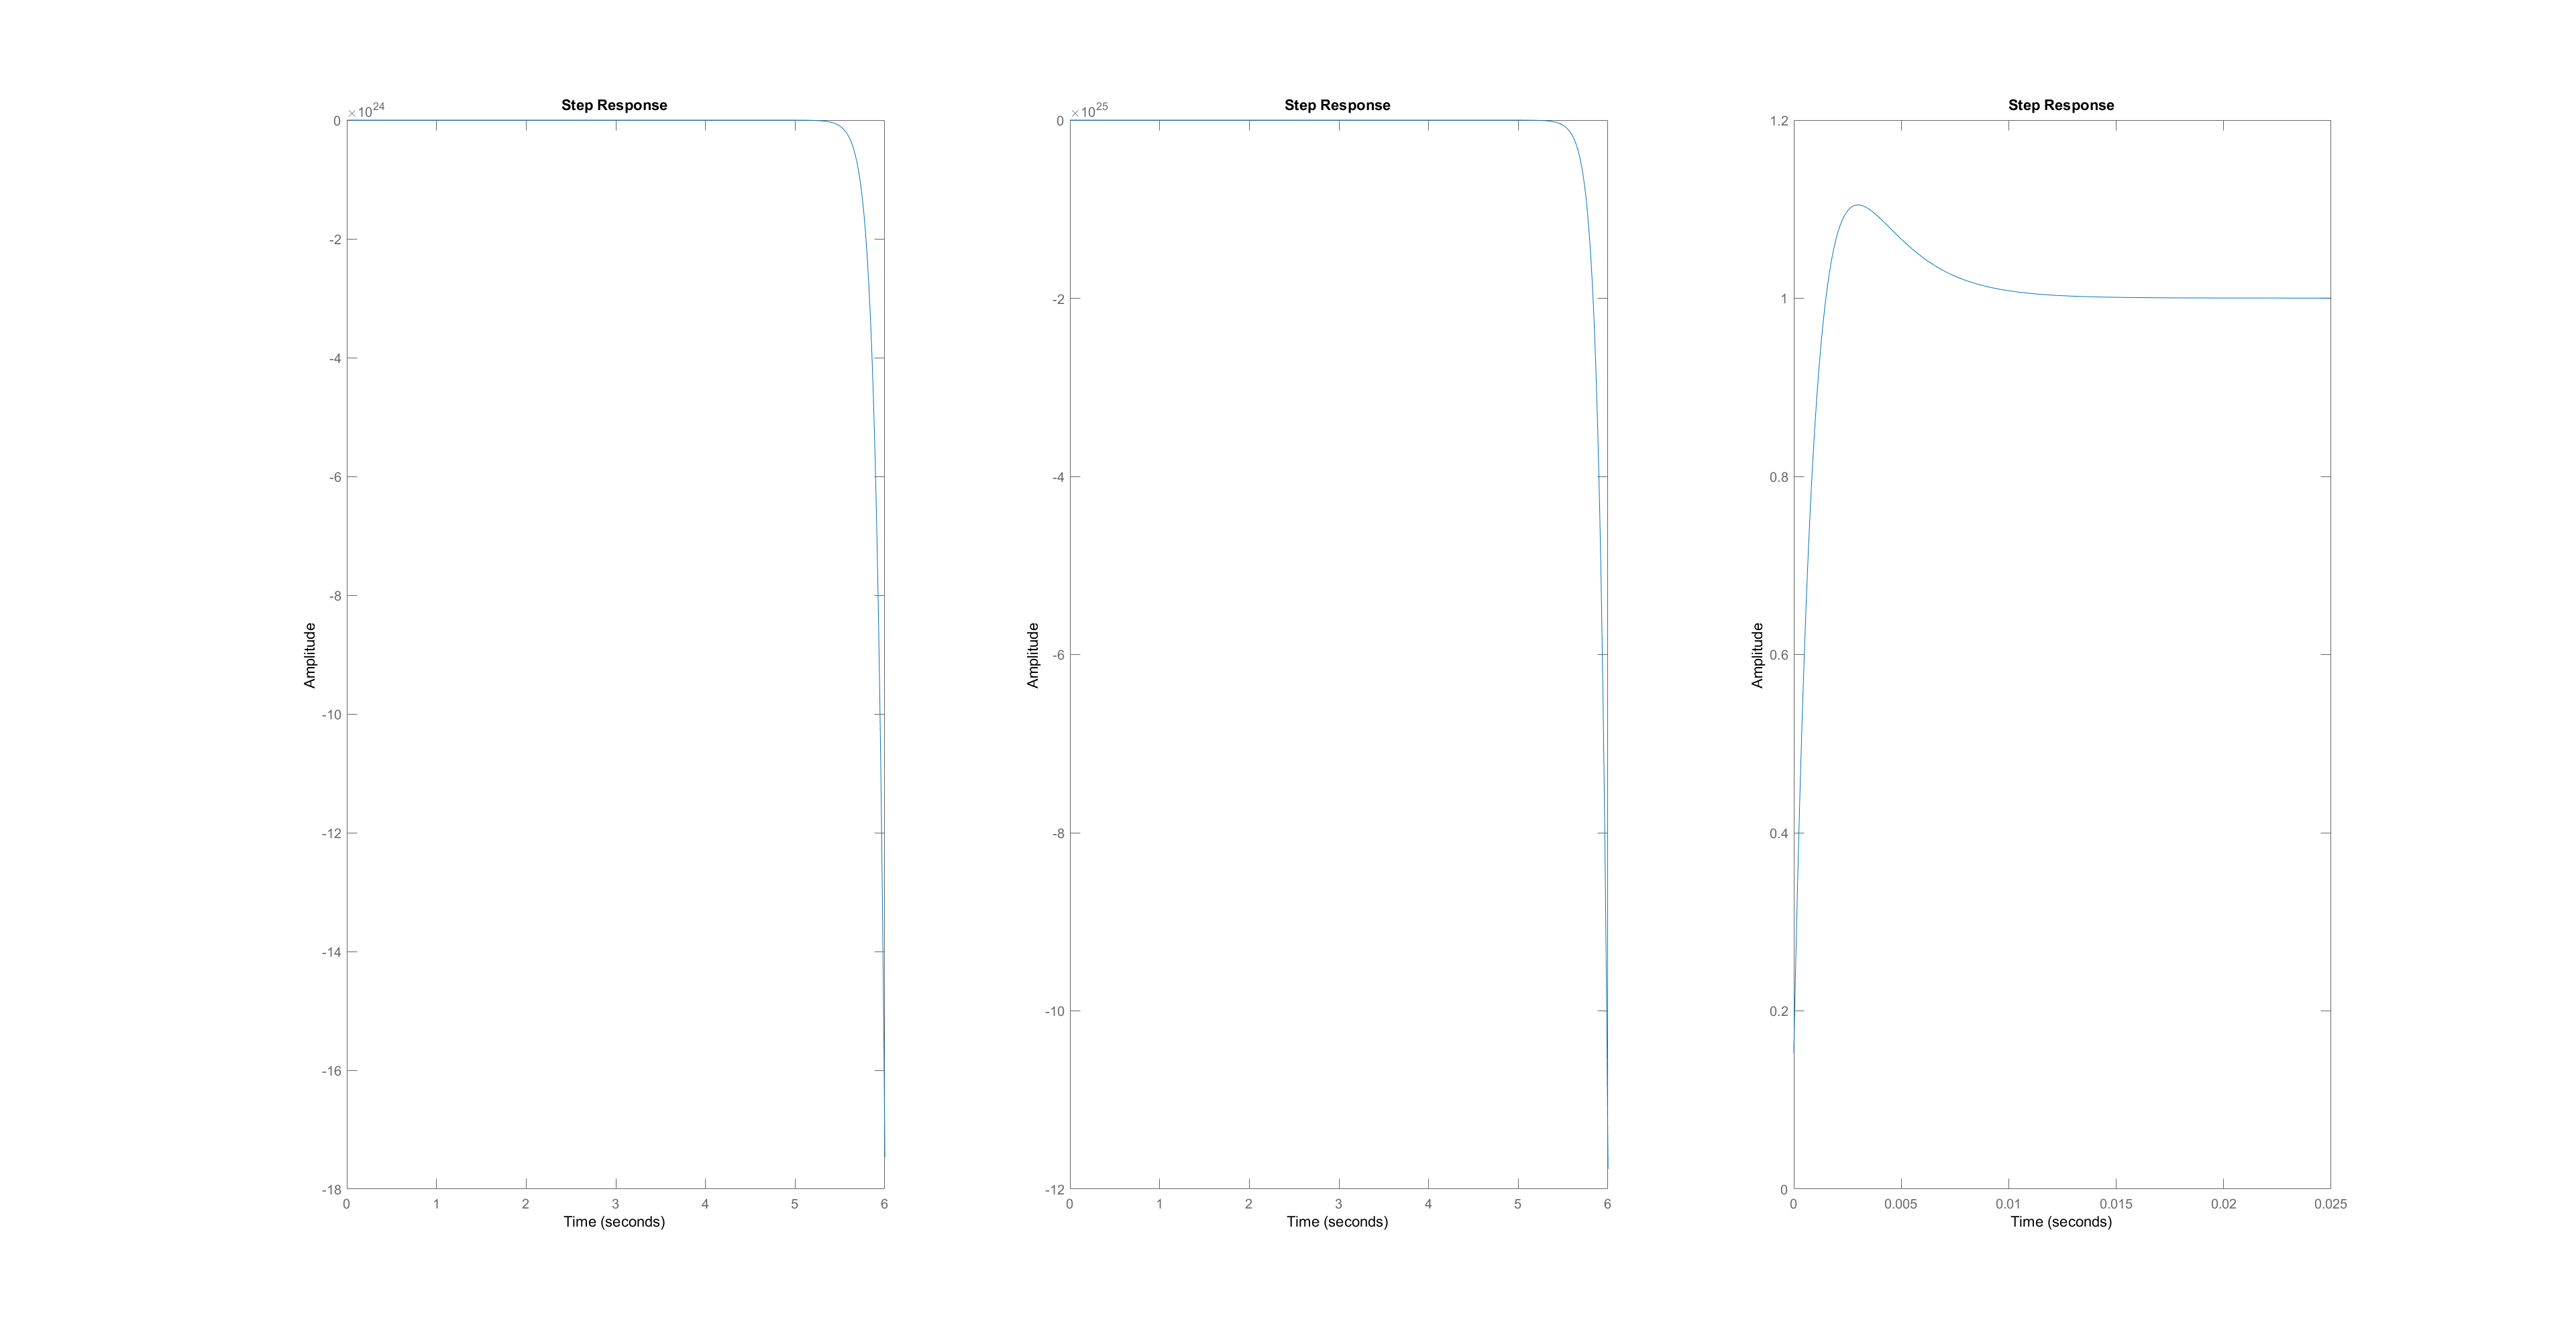 Step Response
×10^24
0
-2
-4
-6
-8
-10
-12
-14
-16
-18
0 1 2 3 4 5 6
Time (seconds)
Amplitude
Step Response
×10^25
0
-2
-4
-6
-8
-10
-12
0 1 2 3 4 5 6
Time (seconds)
Amplitude
Step Response
1.2
1
0.8
0.6
0.4
0.2
0
0 0.005 0.01 0.015 0.02 0.025
Time (seconds)
Amplitude